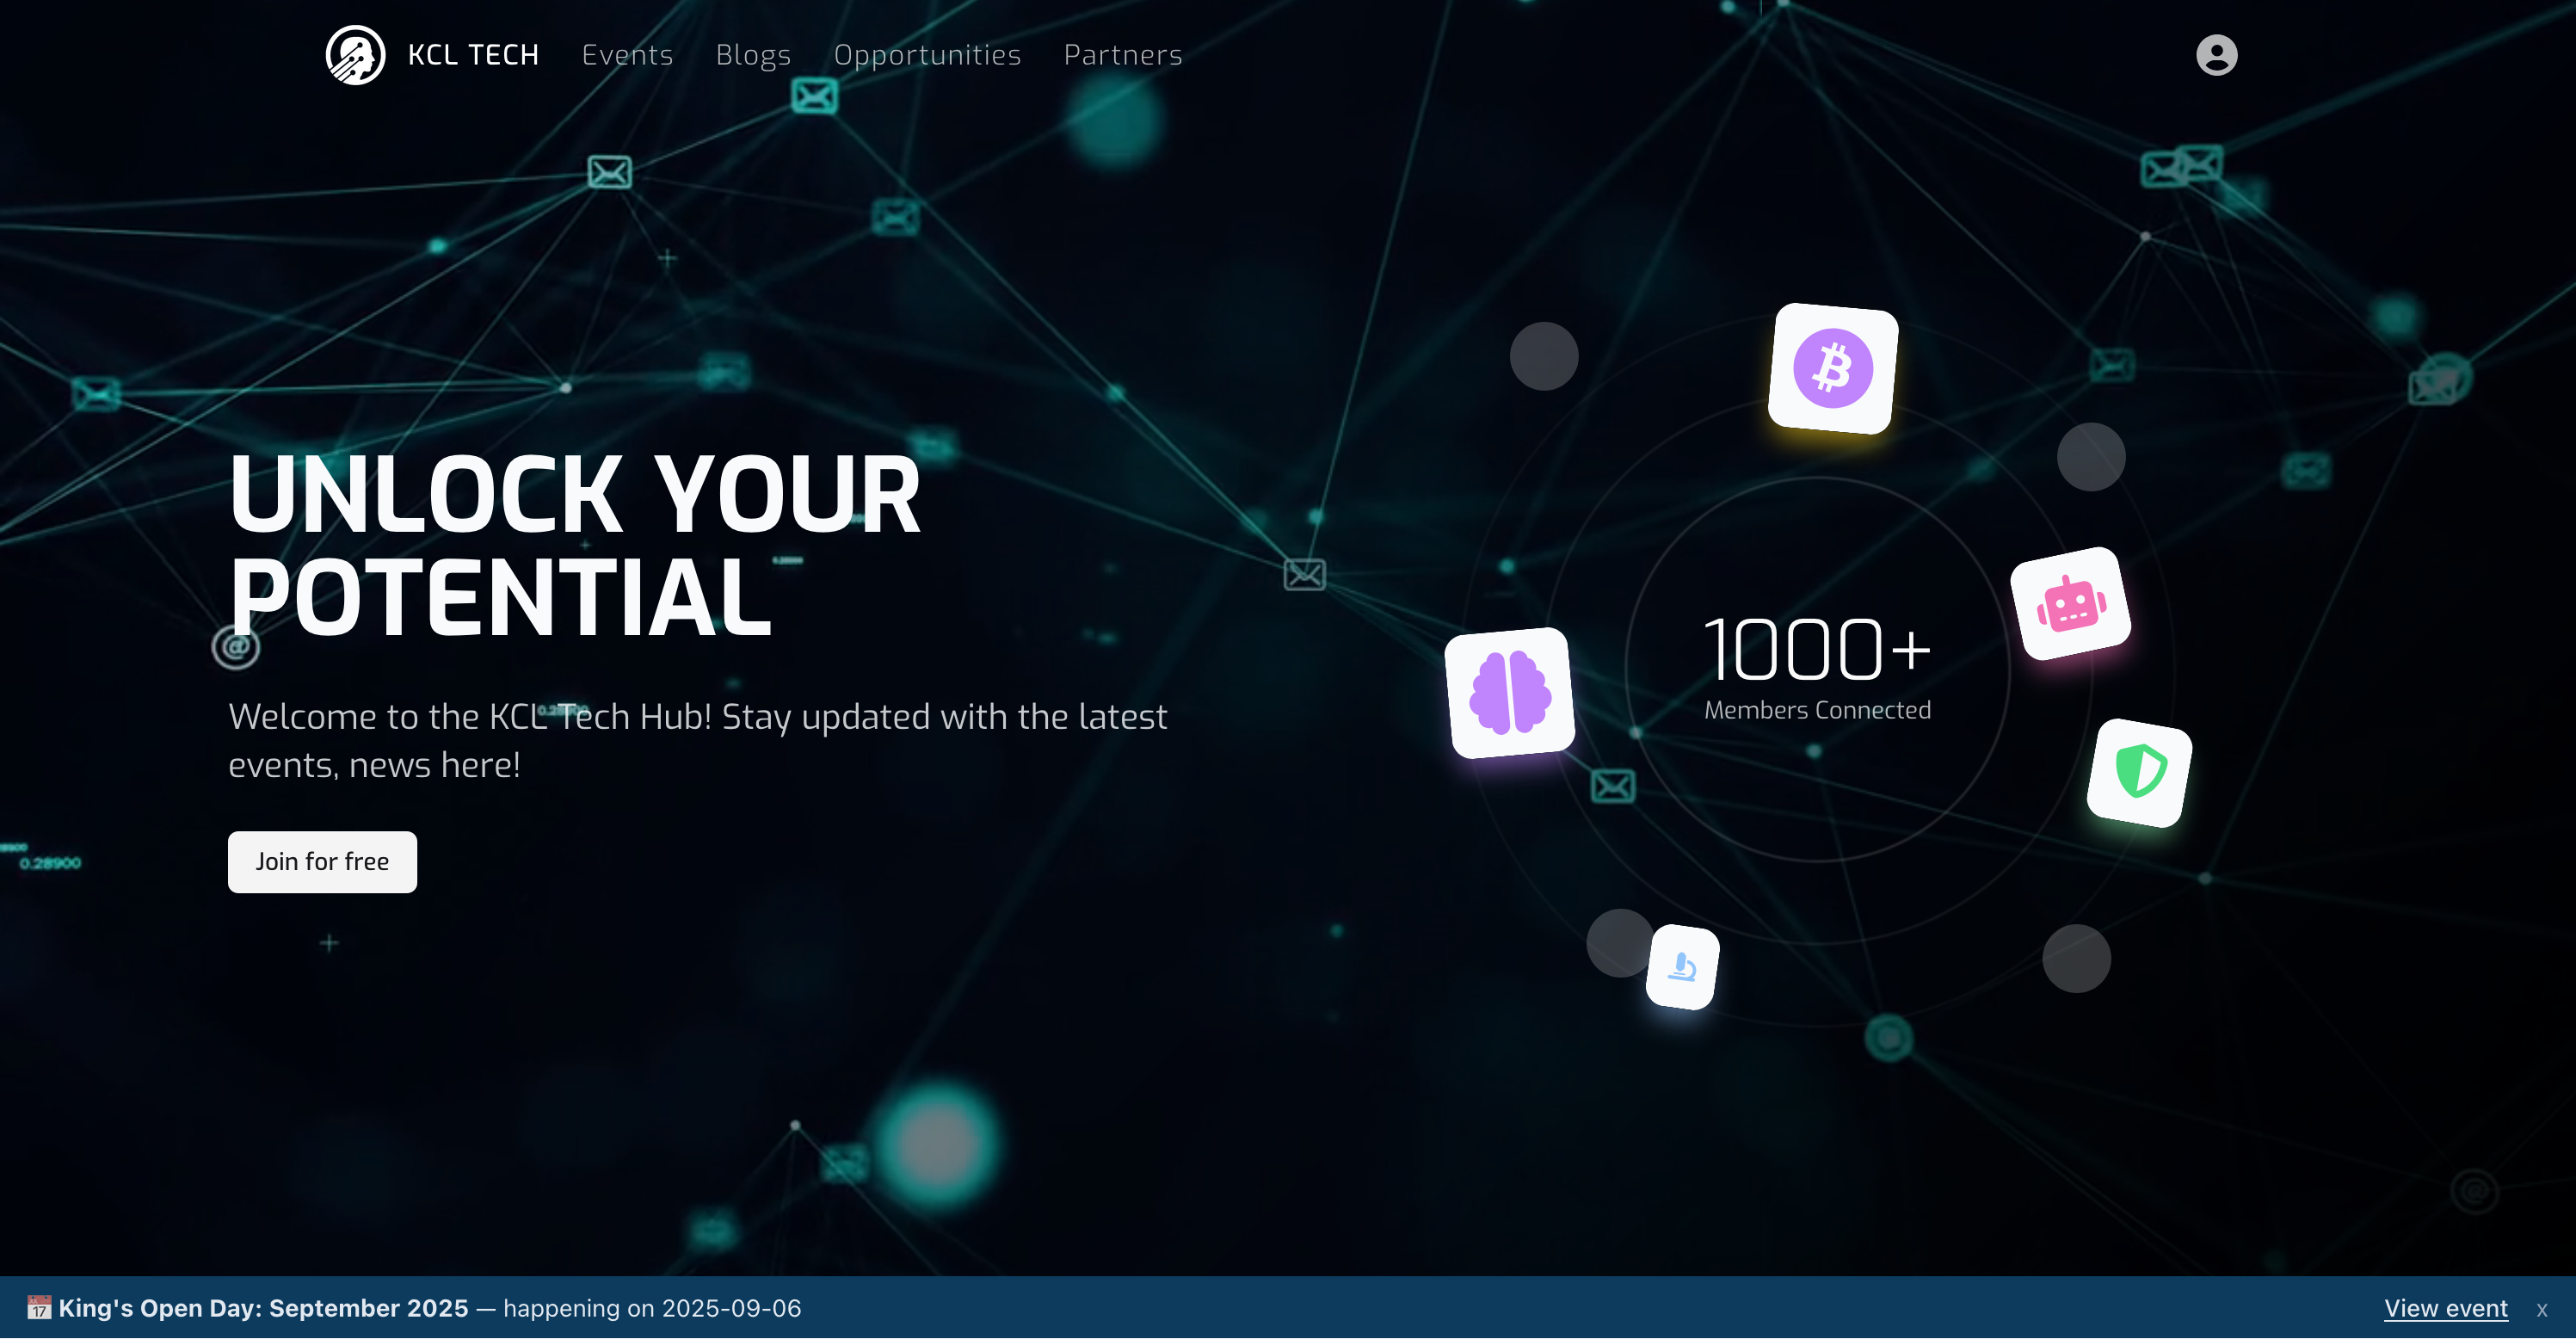 KCL TECH Events Blogs Opportunities Partners
UNLOCK YOUR
POTENTIAL
Welcome to the KCL Tech Hub! Stay updated with the latest
events, news here!
Join for free
1000+
Members Connected
0.28900
17 King's Open Day: September 2025 — happening on 2025-09-06 View event x